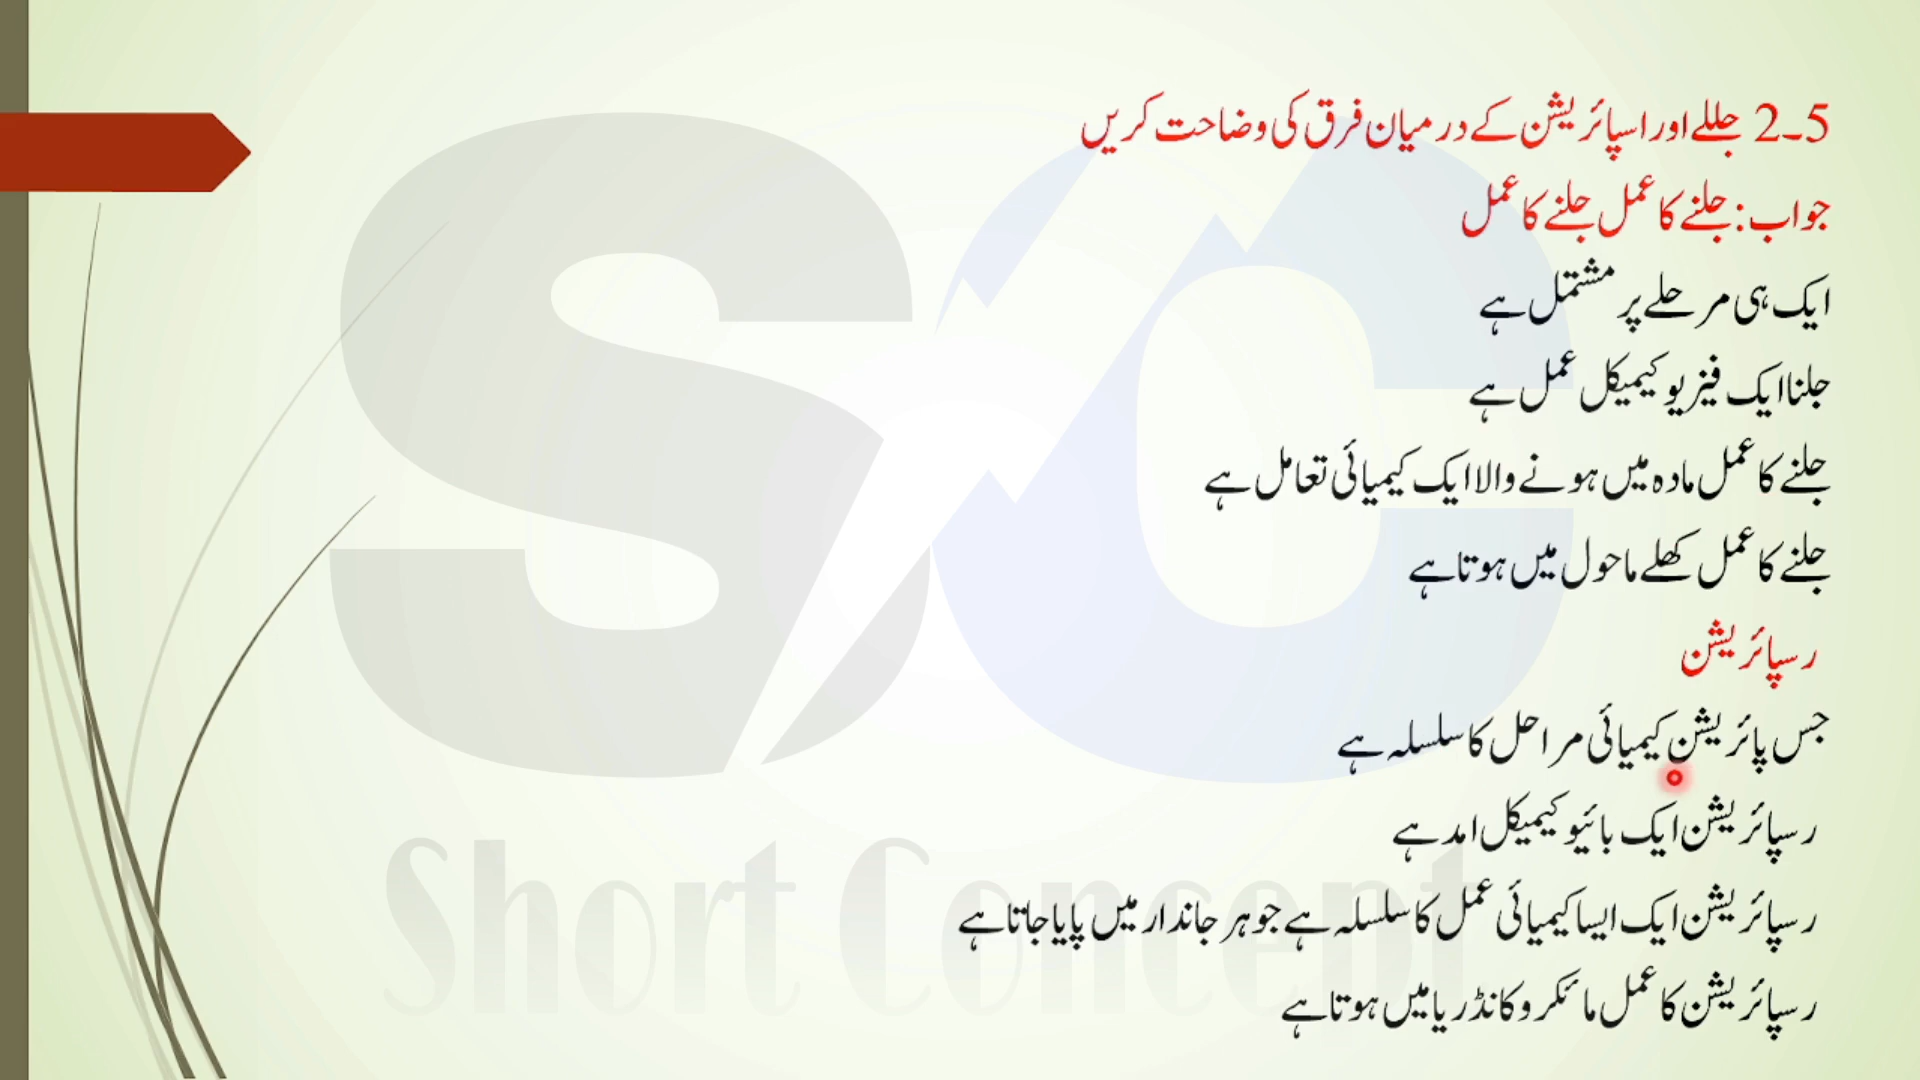 2۔5 جللے اور اسپائریشن کے درمیان فرق کی وضاحت کریں
جواب: جلنے کا عمل جلنے کا عمل
ایک ہی مرحلے پر مشتمل ہے
جلنا ایک فیزیو کیمیکل عمل ہے
جلنے کا عمل مادہ میں ہونے والا ایک کیمیائی تعامل ہے
جلنے کا عمل کھلے ماحول میں ہوتا ہے
رسپائریشن
جس پائریشن کیمیائی مراحل کا سلسلہ ہے
رسپائریشن ایک بائیو کیمیکل امد ہے
رسپائریشن ایک ایسا کیمیائی عمل کا سلسلہ ہے جو ہر جاندار میں پایا جاتا ہے
رسپائریشن کا عمل مائکروکانڈریا میں ہوتا ہے
SC
Short Concept